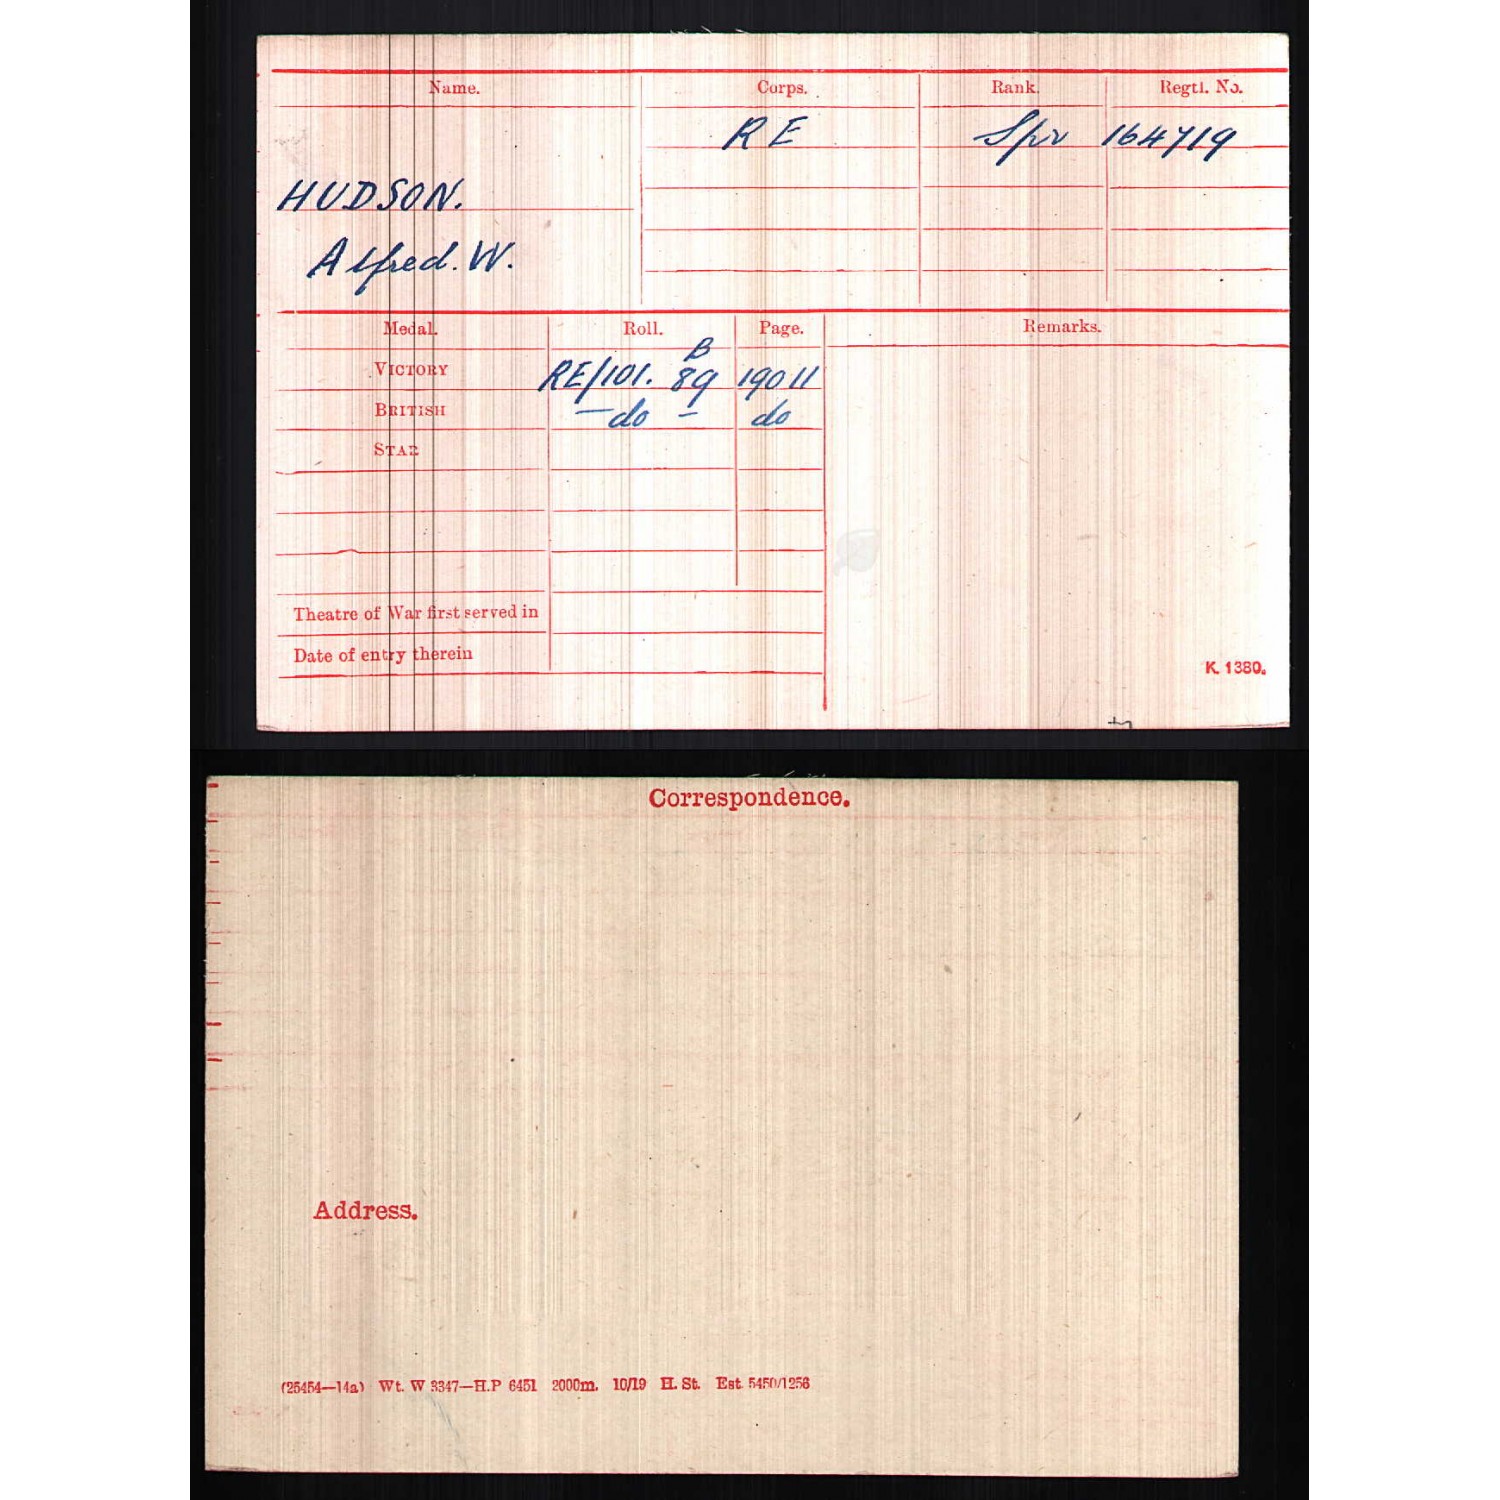 Name. Corps. Rank. Regtl. No.
RE Spr 164719
HUDSON.
Alfred. W.
Medal. Roll. Page. Remarks.
B
VICTORY RE/101. 89 19011
BRITISH — do — do
STAR
Theatre of War first served in
Date of entry therein
K. 1380.
Correspondence.
Address.
(25454—14a) Wt. W 3347—H.P 6451 2000m. 10/19 H. St. Est. 5450/1256